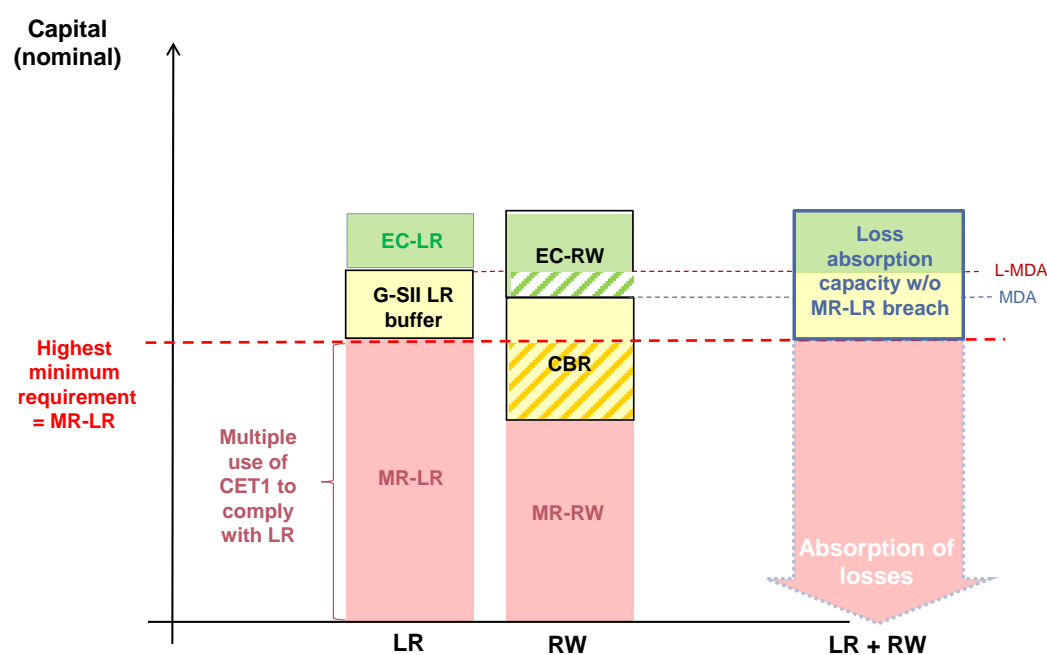 Capital
(nominal)
EC-LR
G-SII LR
buffer
EC-RW
CBR
Loss
absorption
capacity w/o
MR-LR breach
L-MDA
MDA
Highest
minimum
requirement
= MR-LR
Multiple
use of
CET1 to
comply
with LR
MR-LR
MR-RW
Absorption of
losses
LR
RW
LR + RW